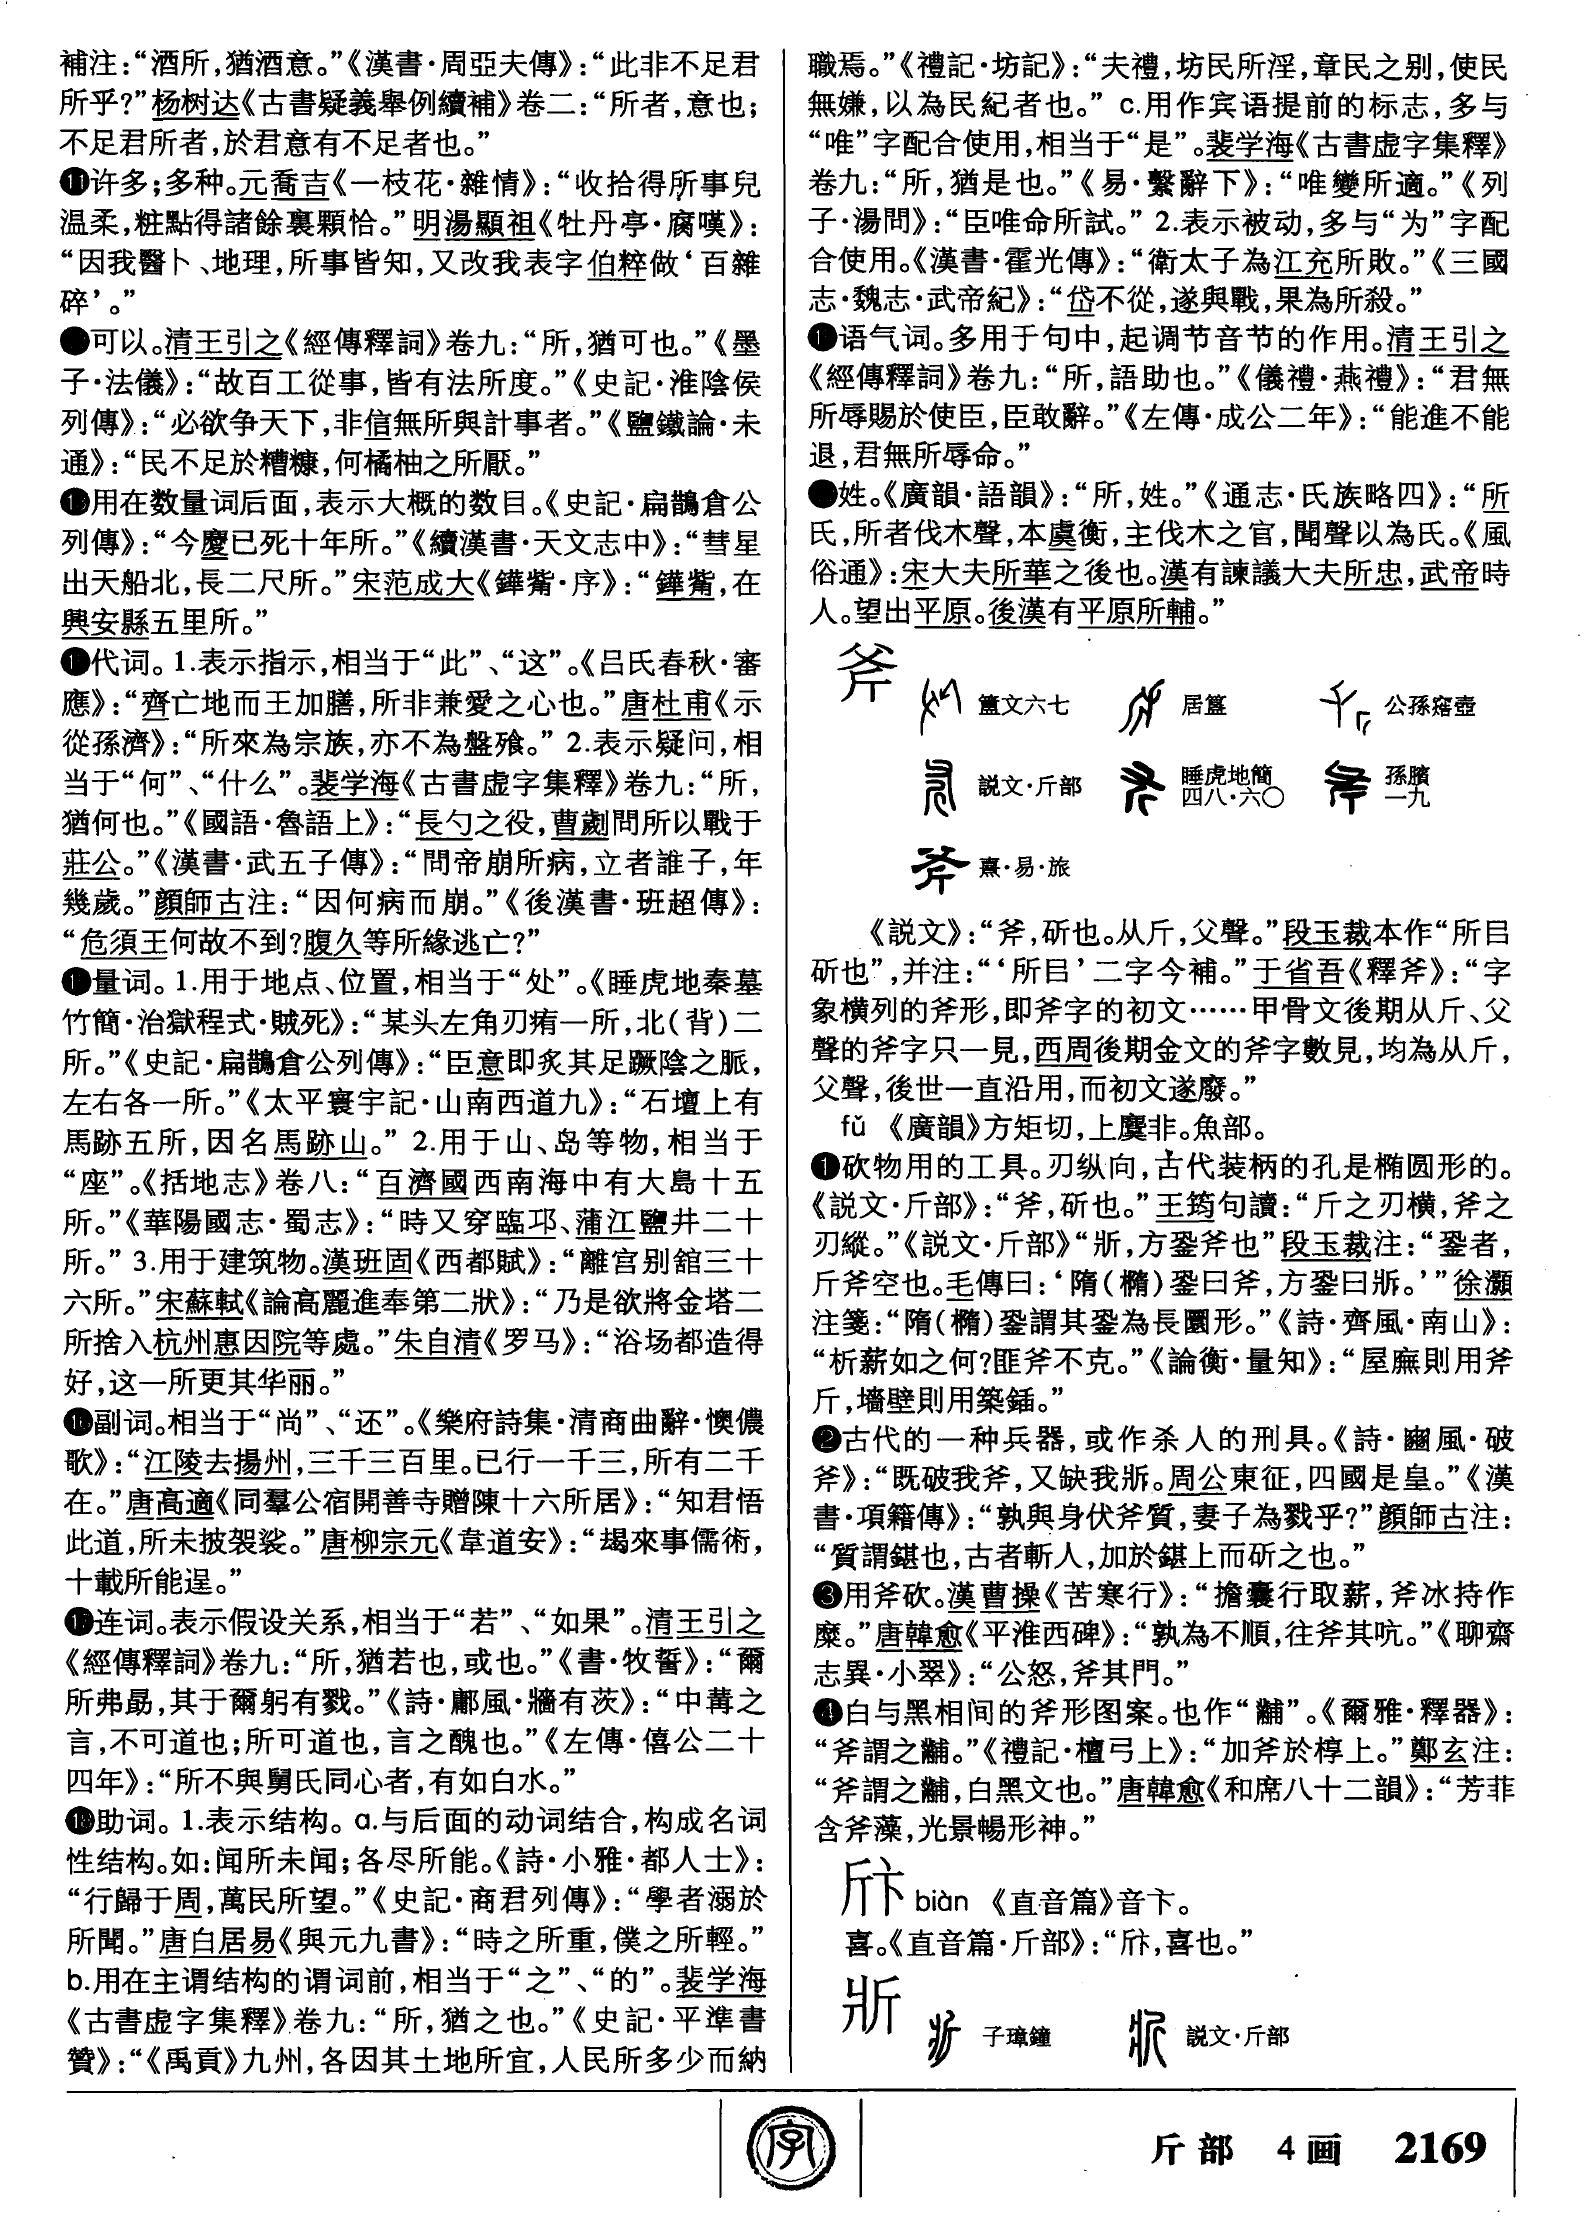 補注：“酒所，猶酒意。”《漢書·周亞夫傳》：“此非不足君
所乎？”杨树达《古書疑義舉例續補》卷二：“所者，意也；
不足君所者，於君意有不足者也。”
⓫许多；多种。元喬吉《一枝花·雜情》：“收拾得所事兒
温柔，粧點得諸餘裏顆恰。”明湯顯祖《牡丹亭·腐嘆》：
“因我醫卜、地理，所事皆知，又改我表字伯粹做‘百雜
碎’。”
可以。清王引之《經傳釋詞》卷九：“所，猶可也。”《墨
子·法儀》：“故百工從事，皆有法所度。”《史記·淮陰侯
列傳》：“必欲争天下，非信無所與計事者。”《鹽鐵論·未
通》：“民不足於糟糠，何橘柚之所厭。”
用在数量词后面，表示大概的数目。《史記·扁鵲倉公
列傳》：“今慶已死十年所。”《續漢書·天文志中》：“彗星
出天船北，長二尺所。”宋范成大《鏵觜·序》：“鏵觜，在
興安縣五里所。”
代词。1.表示指示，相当于“此”、“这”。《吕氏春秋·審
應》：“齊亡地而王加膳，所非兼愛之心也。”唐杜甫《示
從孫濟》：“所來為宗族，亦不為盤飱。” 2.表示疑问，相
当于“何”、“什么”。裴学海《古書虚字集釋》卷九：“所，
猶何也。”《國語·魯語上》：“長勺之役，曹劌問所以戰于
莊公。”《漢書·武五子傳》：“問帝崩所病，立者誰子，年
幾歲。”顔師古注：“因何病而崩。”《後漢書·班超傳》：
“危須王何故不到？腹久等所緣逃亡？”
量词。1.用于地点、位置，相当于“处”。《睡虎地秦墓
竹簡·治獄程式·賊死》：“某头左角刃痏一所，北（背）二
所。”《史記·扁鵲倉公列傳》：“臣意即炙其足蹶陰之脈，
左右各一所。”《太平寰宇記·山南西道九》：“石壇上有
馬跡五所，因名馬跡山。” 2.用于山、岛等物，相当于
“座”。《括地志》卷八：“百濟國西南海中有大島十五
所。”《華陽國志·蜀志》：“時又穿臨邛、蒲江鹽井二十
所。” 3.用于建筑物。漢班固《西都賦》：“離宫别舘三十
六所。”宋蘇軾《論高麗進奉第二狀》：“乃是欲將金塔二
所捨入杭州惠因院等處。”朱自清《罗马》：“浴场都造得
好，这一所更其华丽。”
副词。相当于“尚”、“还”。《樂府詩集·清商曲辭·懊儂
歌》：“江陵去揚州，三千三百里。已行一千三，所有二千
在。”唐高適《同羣公宿開善寺贈陳十六所居》：“知君悟
此道，所未披袈裟。”唐柳宗元《韋道安》：“朅來事儒術，
十載所能逞。”
连词。表示假设关系，相当于“若”、“如果”。清王引之
《經傳釋詞》卷九：“所，猶若也，或也。”《書·牧誓》：“爾
所弗勗，其于爾躬有戮。”《詩·鄘風·牆有茨》：“中冓之
言，不可道也；所可道也，言之醜也。”《左傳·僖公二十
四年》：“所不與舅氏同心者，有如白水。”
助词。1.表示结构。a.与后面的动词结合，构成名词
性结构。如：闻所未闻；各尽所能。《詩·小雅·都人士》：
“行歸于周，萬民所望。”《史記·商君列傳》：“學者溺於
所聞。”唐白居易《與元九書》：“時之所重，僕之所輕。”
b.用在主谓结构的谓词前，相当于“之”、“的”。裴学海
《古書虚字集釋》卷九：“所，猶之也。”《史記·平準書
贊》：“《禹貢》九州，各因其土地所宜，人民所多少而納
職焉。”《禮記·坊記》：“夫禮，坊民所淫，章民之别，使民
無嫌，以為民紀者也。” c.用作宾语提前的标志，多与
“唯”字配合使用，相当于“是”。裴学海《古書虚字集釋》
卷九：“所，猶是也。”《易·繫辭下》：“唯變所適。”《列
子·湯問》：“臣唯命所試。” 2.表示被动，多与“为”字配
合使用。《漢書·霍光傳》：“衛太子為江充所敗。”《三國
志·魏志·武帝紀》：“岱不從，遂與戰，果為所殺。”
语气词。多用于句中，起调节音节的作用。清王引之
《經傳釋詞》卷九：“所，語助也。”《儀禮·燕禮》：“君無
所辱賜於使臣，臣敢辭。”《左傳·成公二年》：“能進不能
退，君無所辱命。”
姓。《廣韻·語韻》：“所，姓。”《通志·氏族略四》：“所
氏，所者伐木聲，本虞衡，主伐木之官，聞聲以為氏。《風
俗通》：宋大夫所華之後也。漢有諫議大夫所忠，武帝時
人。望出平原。後漢有平原所輔。”
斧
簠文六七 居簋 公孫𤼷壺
説文·斤部 睡虎地簡四八·六〇 孫臏一九
熹·易·旅
《説文》：“斧，斫也。从斤，父聲。”段玉裁本作“所㠯
斫也”，并注：“‘所㠯’二字今補。”于省吾《釋斧》：“字
象横列的斧形，即斧字的初文……甲骨文後期从斤、父
聲的斧字只一見，西周後期金文的斧字數見，均為从斤，
父聲，後世一直沿用，而初文遂廢。”
fǔ 《廣韻》方矩切，上麌非。魚部。
❶砍物用的工具。刃纵向，古代装柄的孔是椭圆形的。
《説文·斤部》：“斧，斫也。”王筠句讀：“斤之刃横，斧之
刃縱。”《説文·斤部》“斨，方銎斧也”段玉裁注：“銎者，
斤斧空也。毛傳曰：‘隋（橢）銎曰斧，方銎曰斨。’”徐灝
注箋：“隋（橢）銎謂其銎為長圜形。”《詩·齊風·南山》：
“析薪如之何？匪斧不克。”《論衡·量知》：“屋廡則用斧
斤，墻壁則用築鍤。”
❷古代的一种兵器，或作杀人的刑具。《詩·豳風·破
斧》：“既破我斧，又缺我斨。周公東征，四國是皇。”《漢
書·項籍傳》：“孰與身伏斧質，妻子為戮乎？”顔師古注：
“質謂鍖也，古者斬人，加於鍖上而斫之也。”
❸用斧砍。漢曹操《苦寒行》：“擔囊行取薪，斧冰持作
糜。”唐韓愈《平淮西碑》：“孰為不順，往斧其吭。”《聊齋
志異·小翠》：“公怒，斧其門。”
❹白与黑相间的斧形图案。也作“黼”。《爾雅·釋器》：
“斧謂之黼。”《禮記·檀弓上》：“加斧於椁上。”鄭玄注：
“斧謂之黼，白黑文也。”唐韓愈《和席八十二韻》：“芳菲
含斧藻，光景暢形神。”
biàn 《直音篇》音卞。
喜。《直音篇·斤部》：“，喜也。”
斨
子璋鐘 説文·斤部
字
斤部 4画 2169